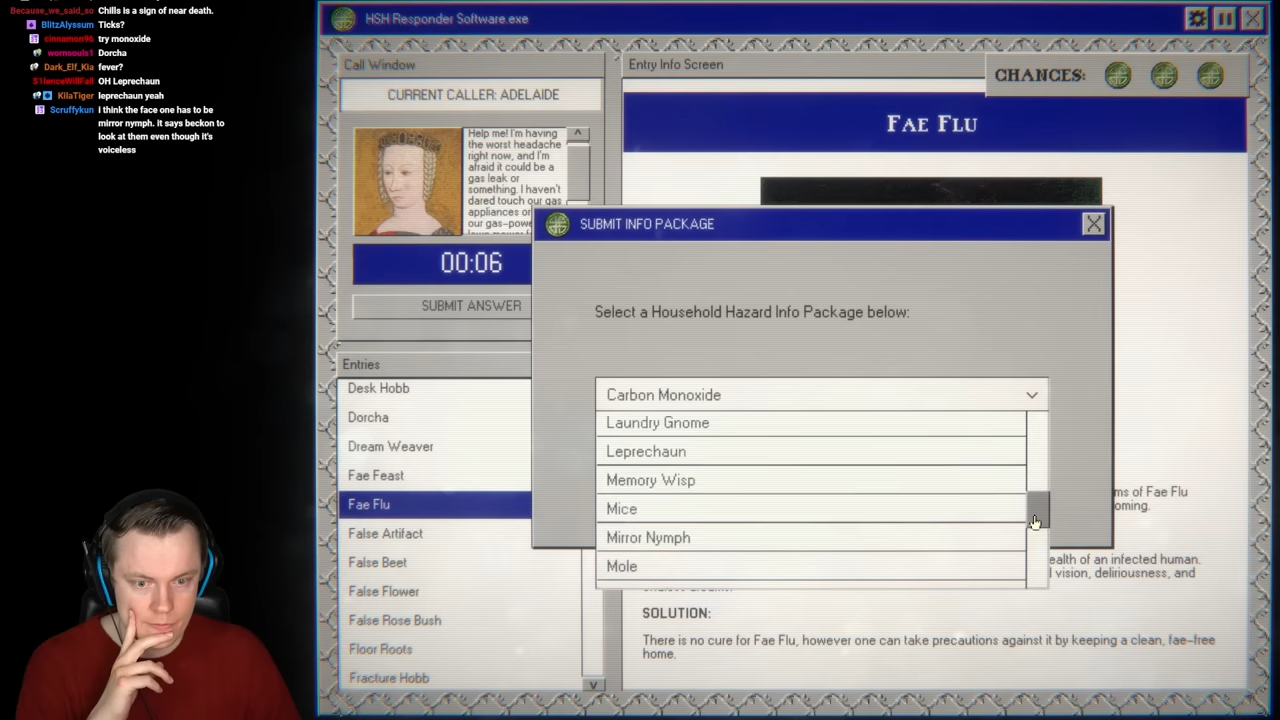 Because_we_said_so Chills is a sign of near death.
BlitzAlyssum Ticks?
cinnamon96 try monoxide
wornsouls1 Dorcha
Dark_Elf_Kia fever?
S1lenceWillFall OH Leprechaun
KilaTiger leprechaun yeah
Scruffykun I think the face one has to be
mirror nymph. it says beckon to
look at them even though it's
voiceless
HSH Responder Software.exe
Call Window
CURRENT CALLER: ADELAIDE
Help me! I'm having
the worst headache
right now, and I'm
afraid it could be a
gas leak or
something. I haven't
dared touch our gas
appliances or
our gas-powe
00:06
SUBMIT ANSWER
Entries
Desk Hobb
Dorcha
Dream Weaver
Fae Feast
Fae Flu
False Artifact
False Beet
False Flower
False Rose Bush
Floor Roots
Fracture Hobb
Entry Info Screen
CHANCES:
FAE FLU
SUBMIT INFO PACKAGE
Select a Household Hazard Info Package below:
Carbon Monoxide
Laundry Gnome
Leprechaun
Memory Wisp
Mice
Mirror Nymph
Mole
ms of Fae Flu
oming.
ealth of an infected human.
l vision, deliriousness, and
SOLUTION:
There is no cure for Fae Flu, however one can take precautions against it by keeping a clean, fae-free
home.